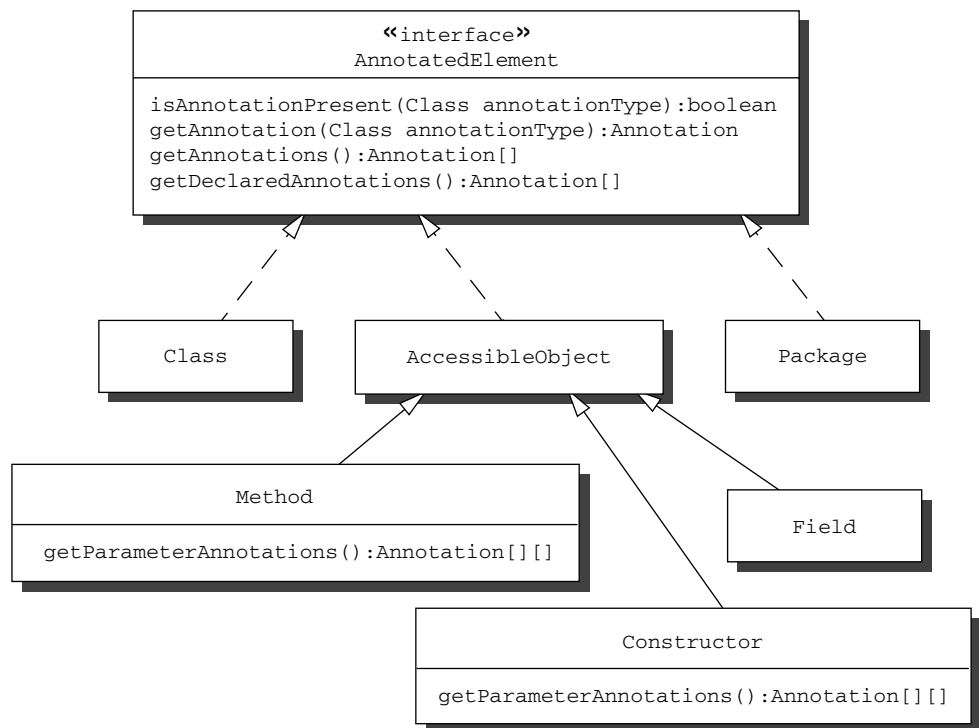 «interface»
AnnotatedElement
isAnnotationPresent(Class annotationType):boolean
getAnnotation(Class annotationType):Annotation
getAnnotations():Annotation[]
getDeclaredAnnotations():Annotation[]
Class
AccessibleObject
Package
Method
getParameterAnnotations():Annotation[][]
Field
Constructor
getParameterAnnotations():Annotation[][]